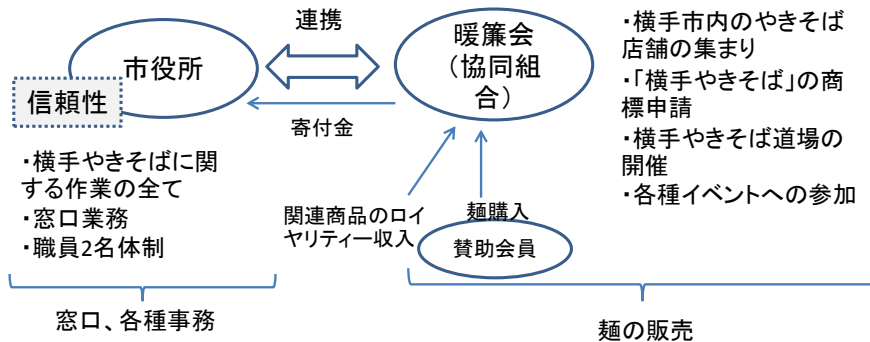 連携
市役所
信頼性
暖簾会
（協同組
合）
寄付金
・横手市内のやきそば
店舗の集まり
・「横手やきそば」の商
標申請
・横手やきそば道場の
開催
・各種イベントへの参加
・横手やきそばに関
する作業の全て
・窓口業務
・職員2名体制
関連商品のロイ
ヤリティー収入
麺購入
賛助会員
窓口、各種事務
麺の販売